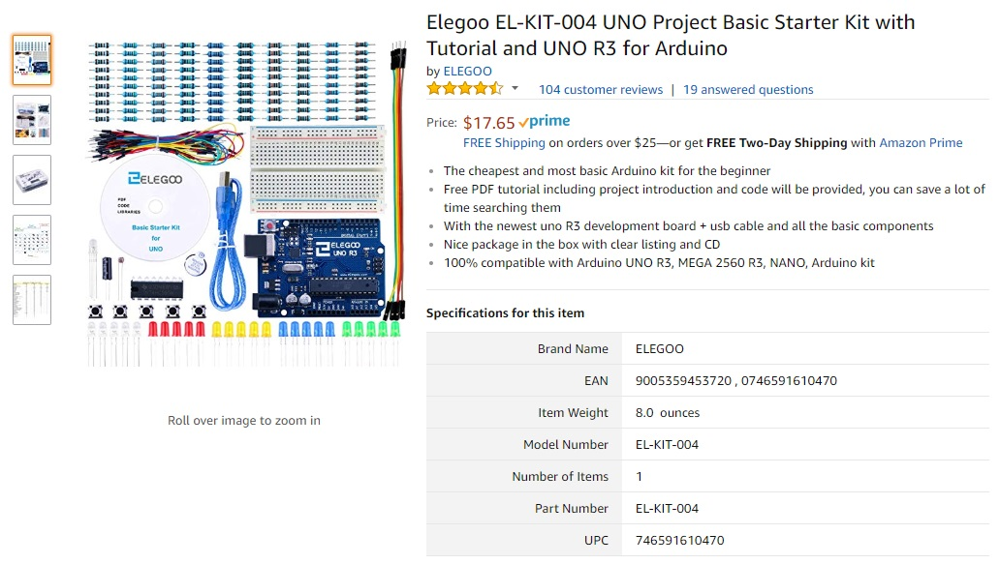 Elegoo EL-KIT-004 UNO Project Basic Starter Kit with
Tutorial and UNO R3 for Arduino
by ELEGOO
104 customer reviews | 19 answered questions
Price: $17.65 prime
FREE Shipping on orders over $25—or get FREE Two-Day Shipping with Amazon Prime
The cheapest and most basic Arduino kit for the beginner
Free PDF tutorial including project introduction and code will be provided, you can save a lot of
time searching them
With the newest uno R3 development board + usb cable and all the basic components
Nice package in the box with clear listing and CD
100% compatible with Arduino UNO R3, MEGA 2560 R3, NANO, Arduino kit
Specifications for this item
Brand Name ELEGOO
EAN 9005359453720 , 0746591610470
Item Weight 8.0 ounces
Model Number EL-KIT-004
Number of Items 1
Part Number EL-KIT-004
UPC 746591610470
ELEGOO
PDF
CODE
LIBRARIES
Basic Starter Kit
for
UNO
ELEGOO
UNO R3
Roll over image to zoom in